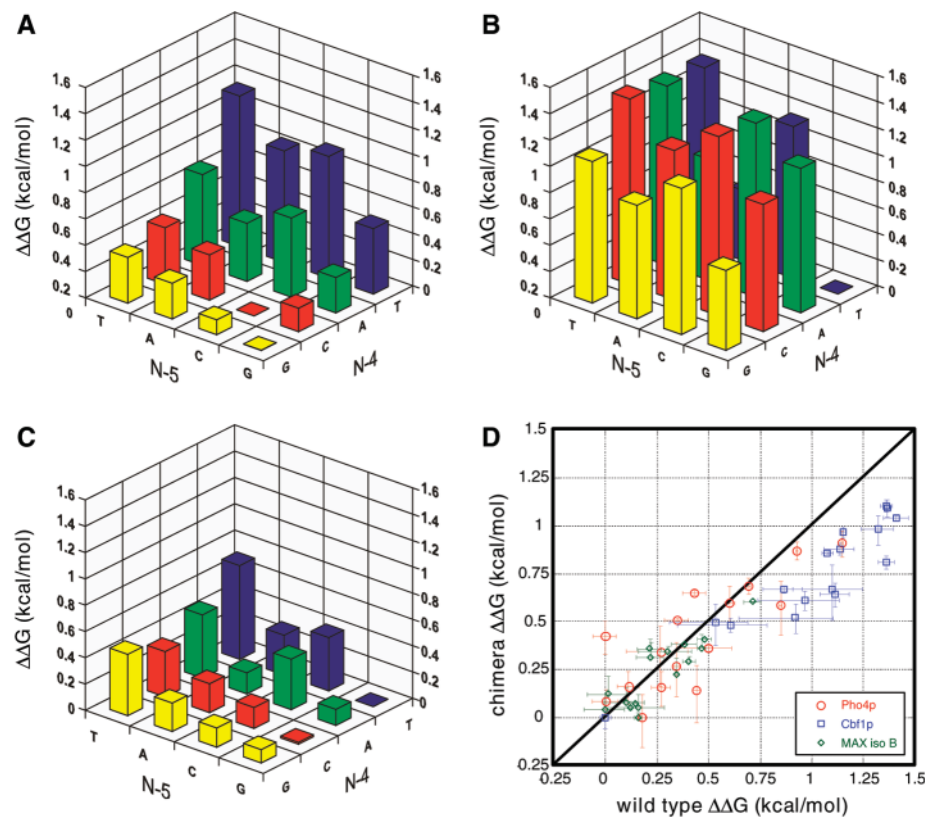 A
ΔΔG (kcal/mol)
1.6
1.4
1.2
1
0.8
0.6
0.4
0.2
0
1.6
1.4
1.2
1
0.8
0.6
0.4
0.2
0
T
A
C
G
G
C
A
T
N-5
N-4
B
ΔΔG (kcal/mol)
1.6
1.4
1.2
1
0.8
0.6
0.4
0.2
0
1.6
1.4
1.2
1
0.8
0.6
0.4
0.2
0
T
A
C
G
G
C
A
T
N-5
N-4
C
ΔΔG (kcal/mol)
1.6
1.4
1.2
1
0.8
0.6
0.4
0.2
0
1.6
1.4
1.2
1
0.8
0.6
0.4
0.2
0
T
A
C
G
G
C
A
T
N-5
N-4
D
chimera ΔΔG (kcal/mol)
1.5
1.25
1
0.75
0.5
0.25
0
0.25
0.25
0
0.25
0.5
0.75
1
1.25
1.5
wild type ΔΔG (kcal/mol)
Pho4p
Cbf1p
MAX iso B